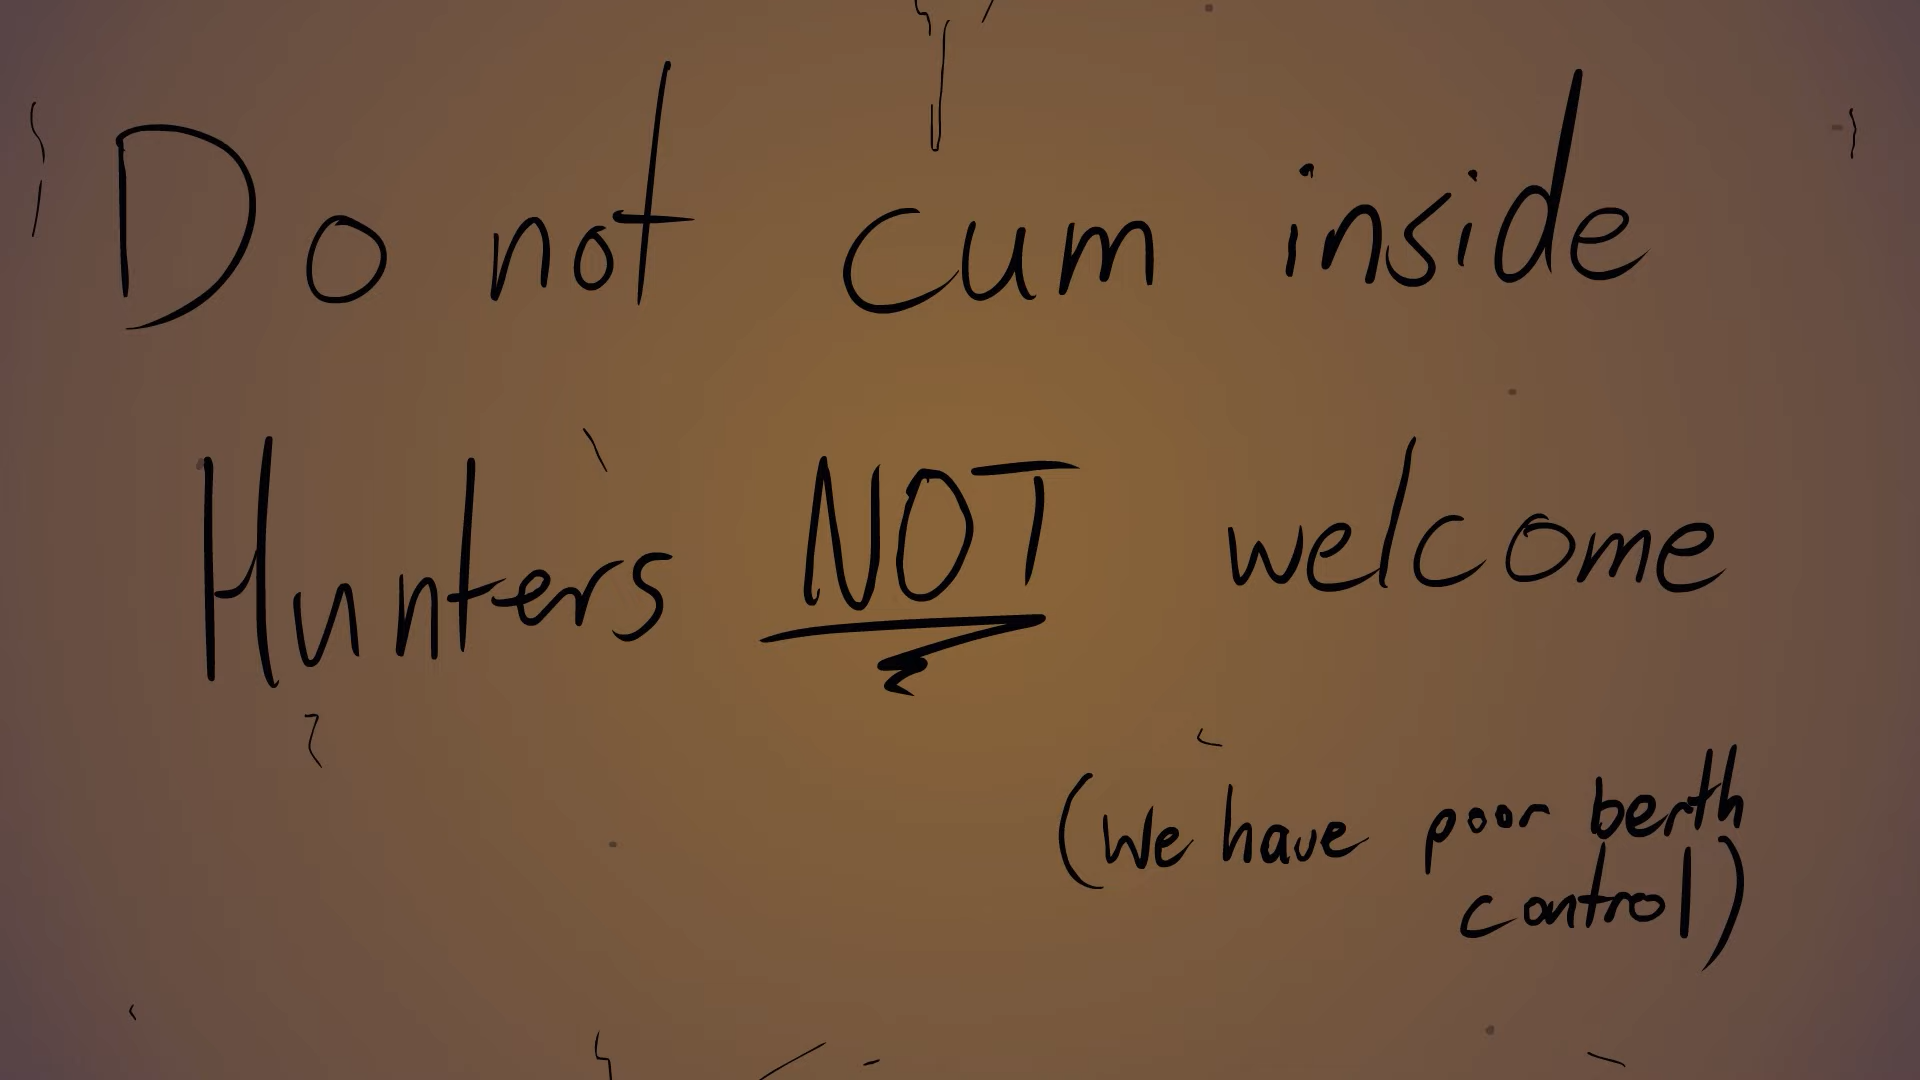 Do not cum inside
Hunters NOT welcome
(We have poor berth
control)